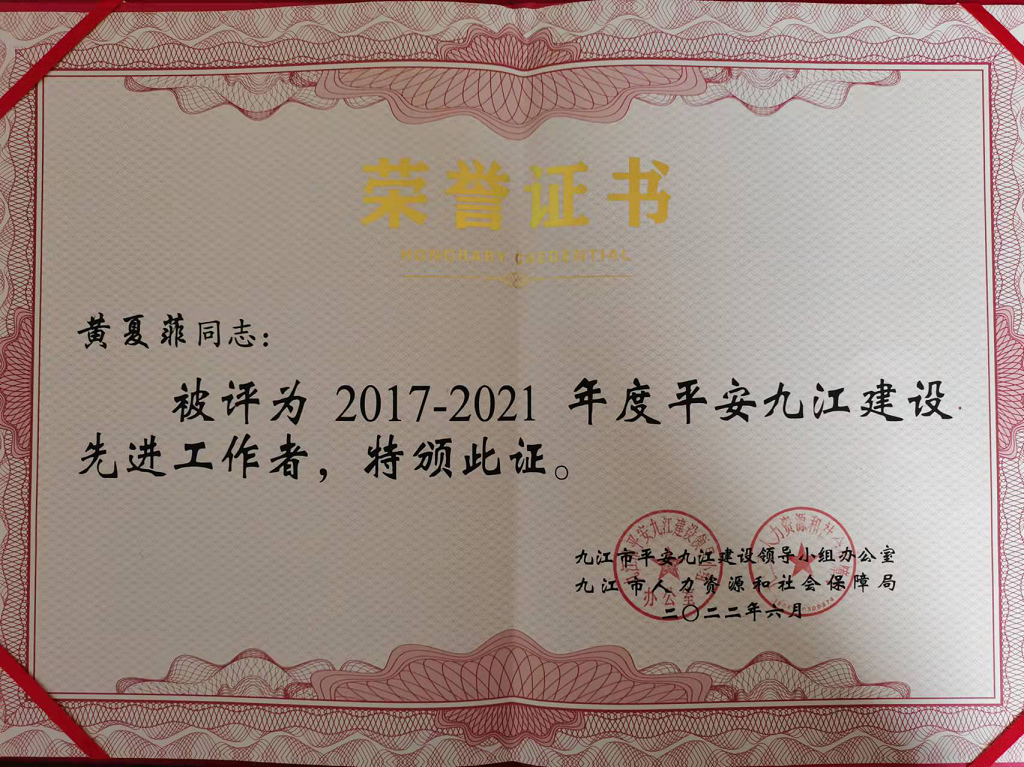 荣誉证书
HONORARY CREDENTIAL
黄夏菲同志：
被评为 2017-2021 年度平安九江建设
先进工作者，特颁此证。
九江市平安九江建设领导小组办公室
九江市人力资源和社会保障局
二〇二二年六月
办公室